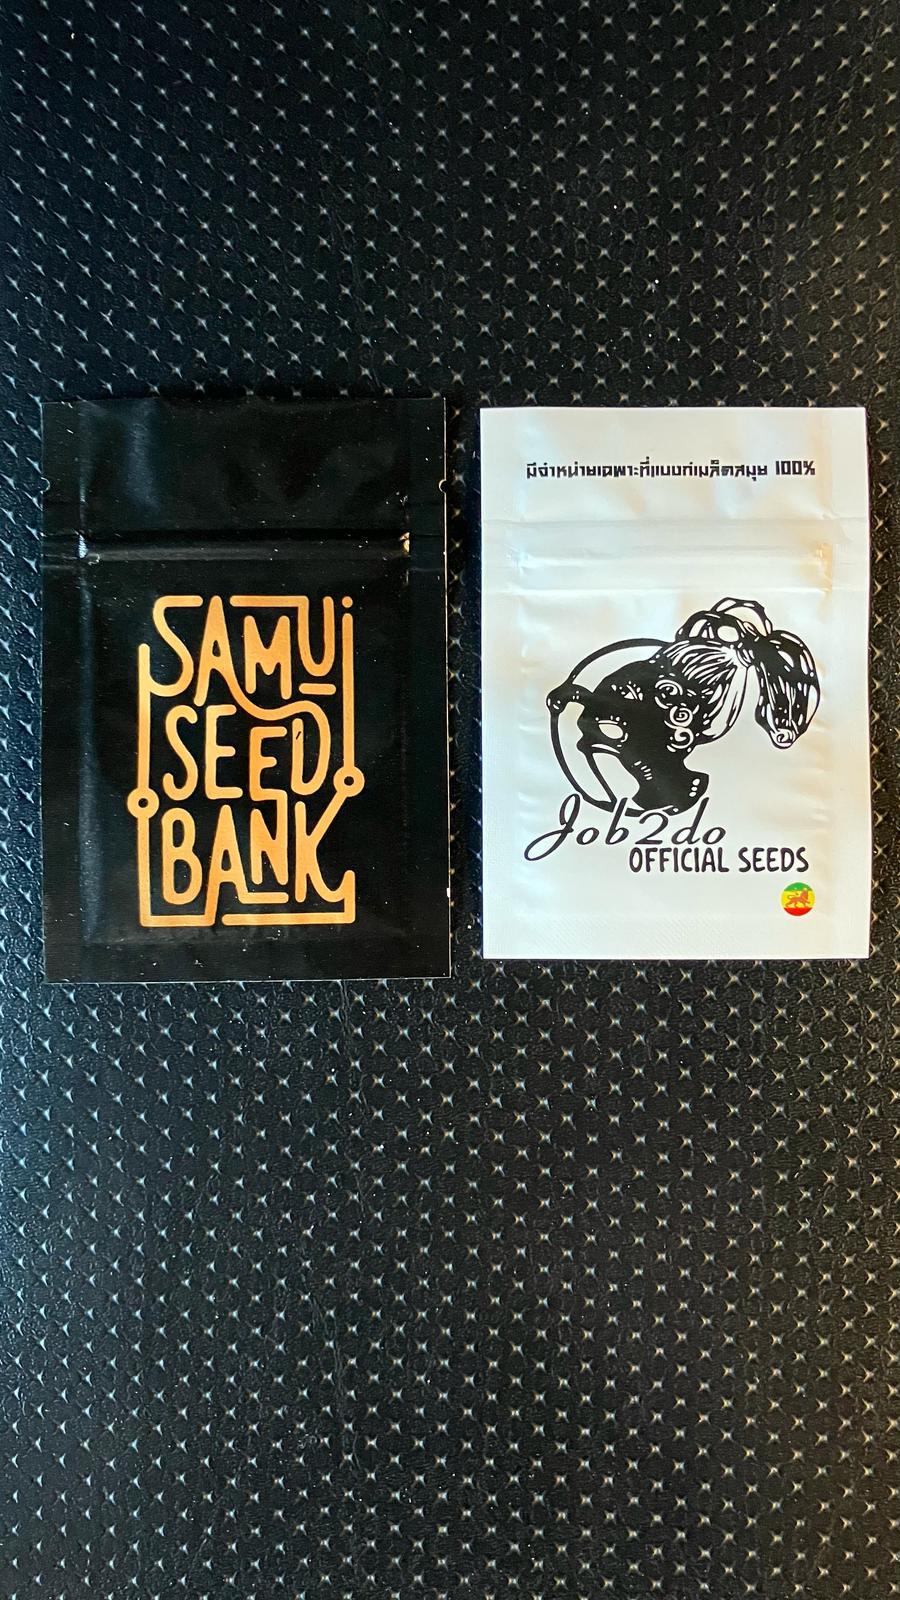 SAMUI
SEED
BANK
มีจำหน่ายเฉพาะที่แบงก์เมล็ดสมุย 100%
Job2do
OFFICIAL SEEDS